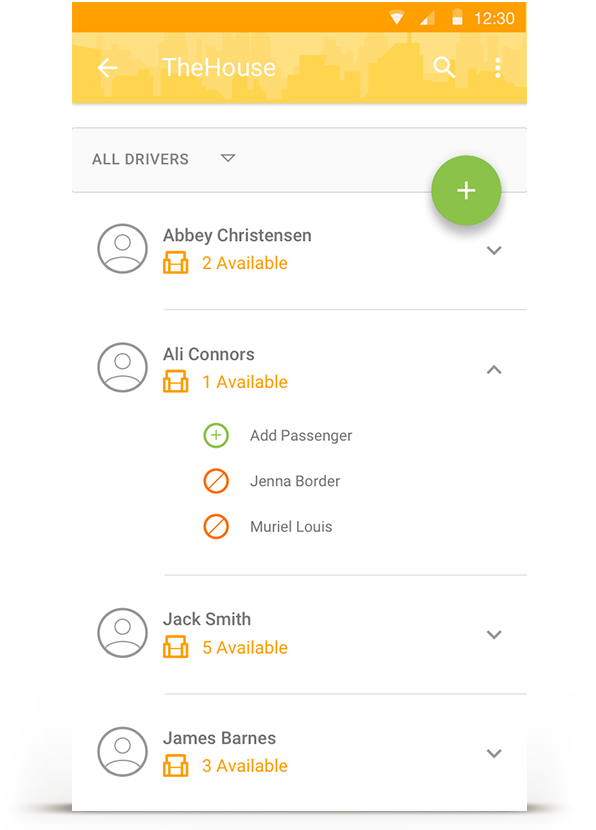 12:30
TheHouse
ALL DRIVERS
Abbey Christensen
2 Available
Ali Connors
1 Available
Add Passenger
Jenna Border
Muriel Louis
Jack Smith
5 Available
James Barnes
3 Available